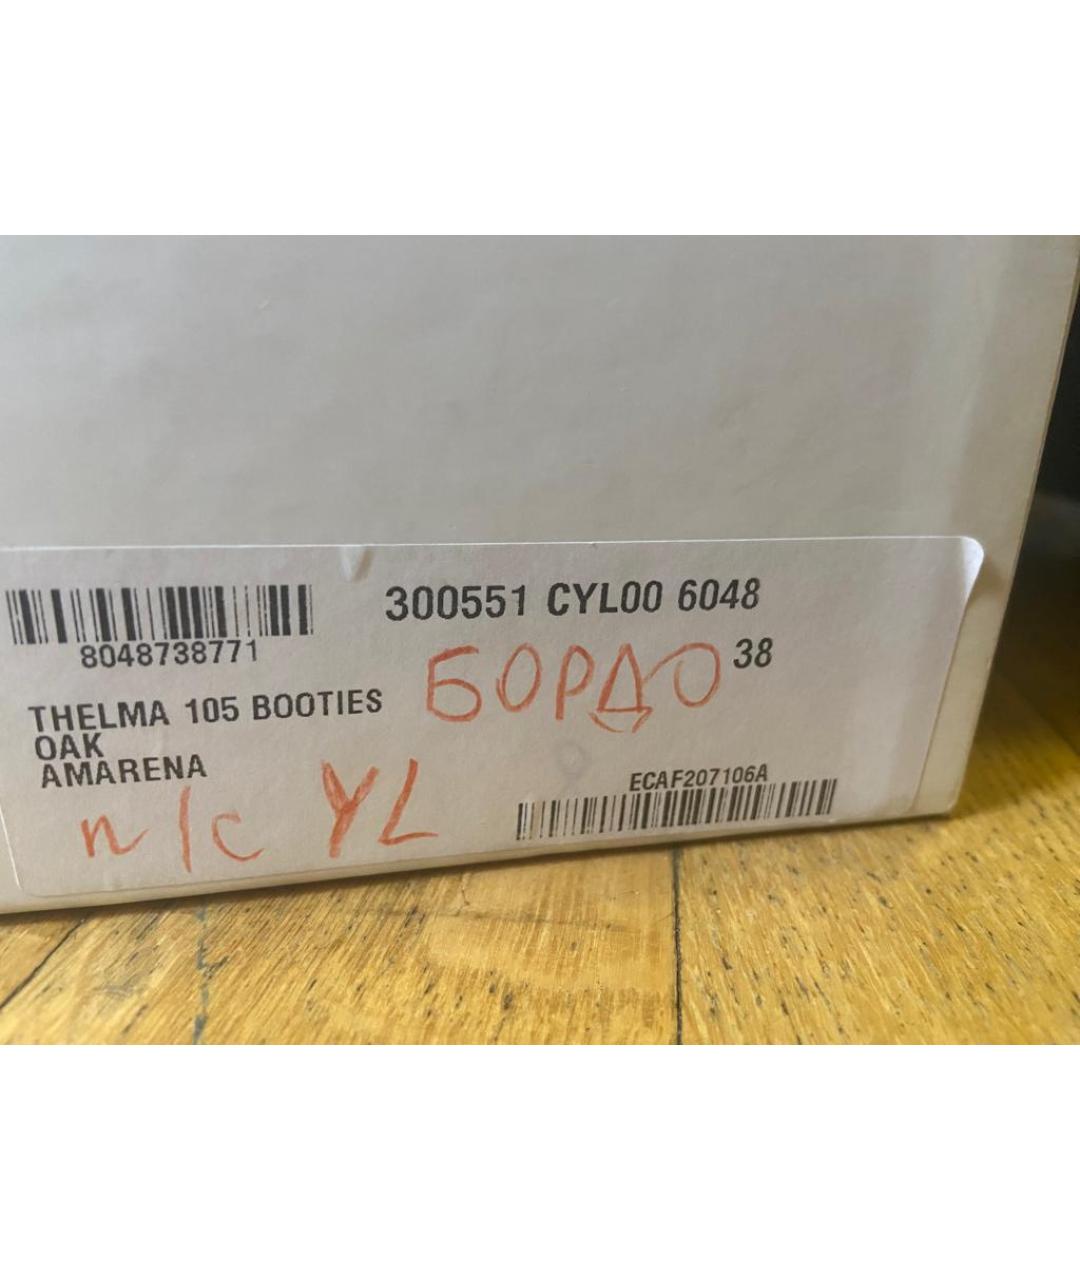 300551 CYL00 6048
8048738771
БОРДО 38
THELMA 105 BOOTIES
OAK
AMARENA
ECAF207106A
п/с YL